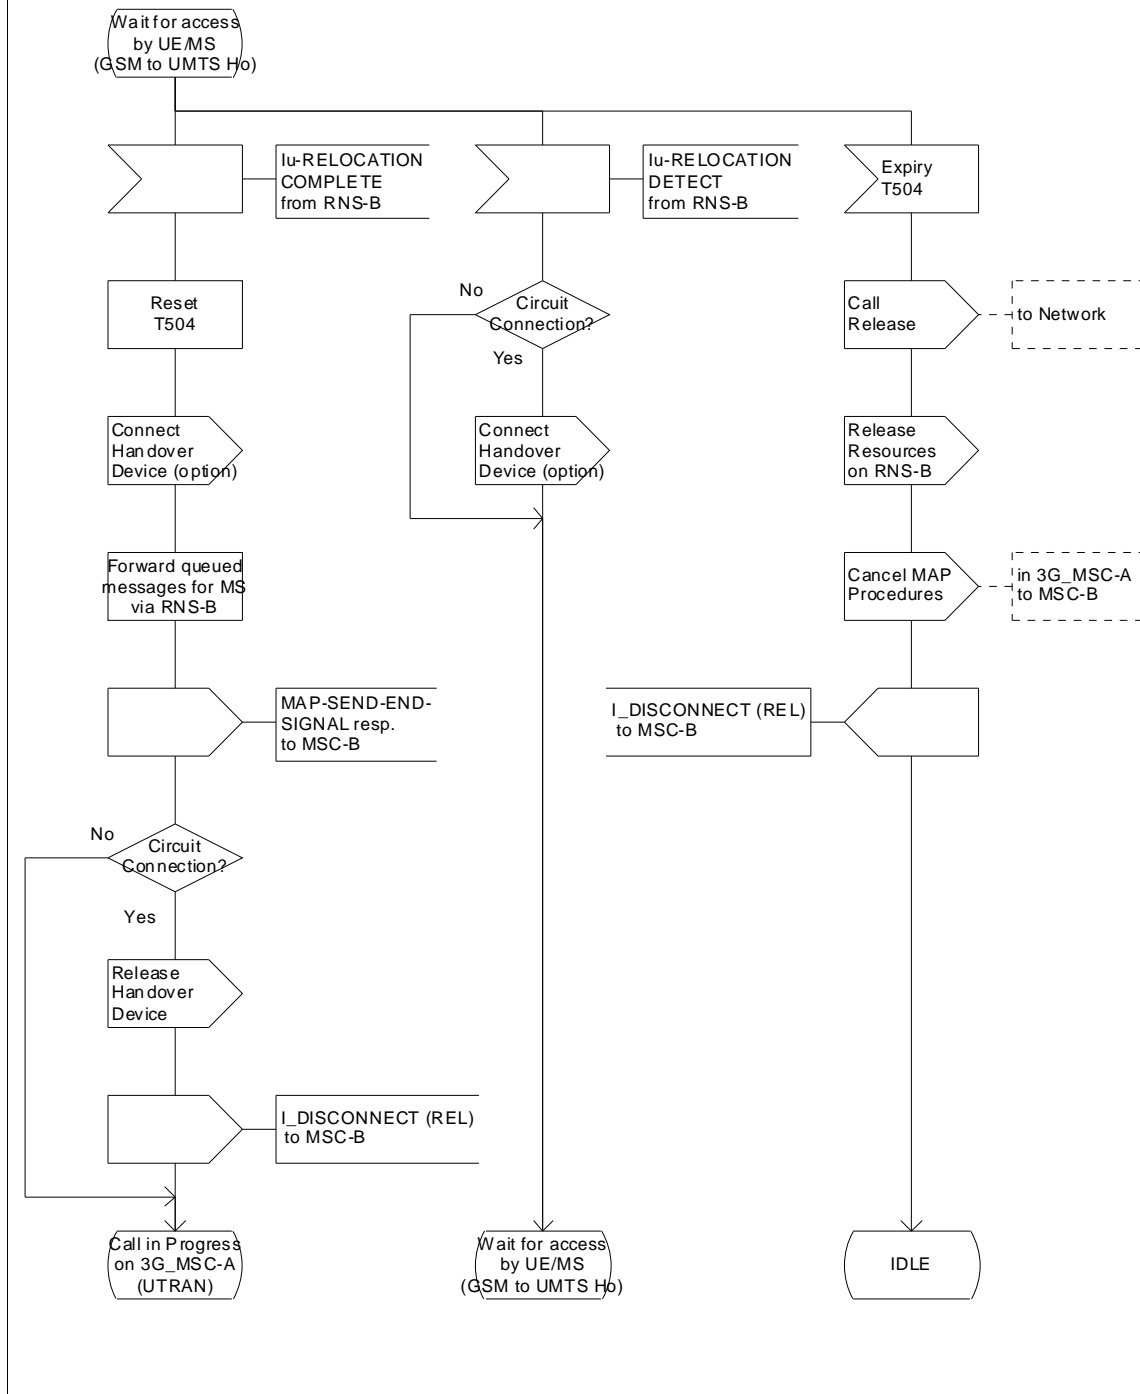 Wait for access
by UE/MS
(GSM to UMTS Ho)
Iu-RELOCATION
COMPLETE
from RNS-B
Iu-RELOCATION
DETECT
from RNS-B
Expiry
T504
Reset
T504
No
Circuit
Connection?
Yes
Call
Release
to Network
Connect
Handover
Device (option)
Connect
Handover
Device (option)
Release
Resources
on RNS-B
Forward queued
messages for MS
via RNS-B
Cancel MAP
Procedures
in 3G_MSC-A
to MSC-B
MAP-SEND-END-
SIGNAL resp.
to MSC-B
I_DISCONNECT (REL)
to MSC-B
No
Circuit
Connection?
Yes
Release
Handover
Device
I_DISCONNECT (REL)
to MSC-B
Call in Progress
on 3G_MSC-A
(UTRAN)
Wait for access
by UE/MS
(GSM to UMTS Ho)
IDLE